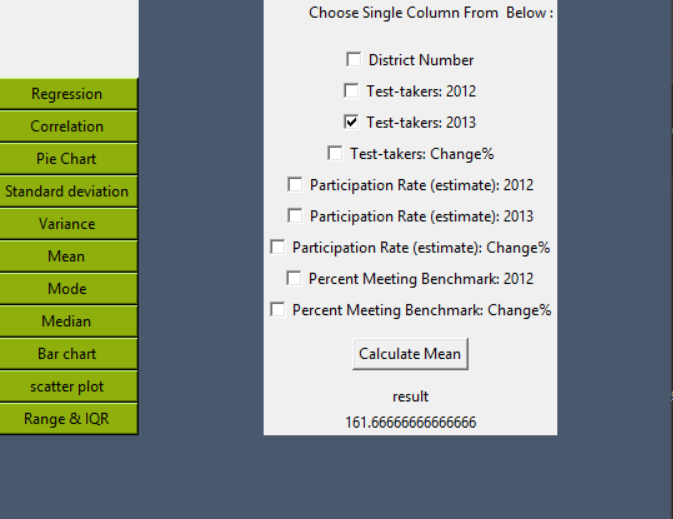 Choose Single Column From Below :
District Number
Test-takers: 2012
Test-takers: 2013
Test-takers: Change%
Participation Rate (estimate): 2012
Participation Rate (estimate): 2013
Participation Rate (estimate): Change%
Percent Meeting Benchmark: 2012
Percent Meeting Benchmark: Change%
Calculate Mean
result
161.66666666666666
Regression
Correlation
Pie Chart
Standard deviation
Variance
Mean
Mode
Median
Bar chart
scatter plot
Range & IQR